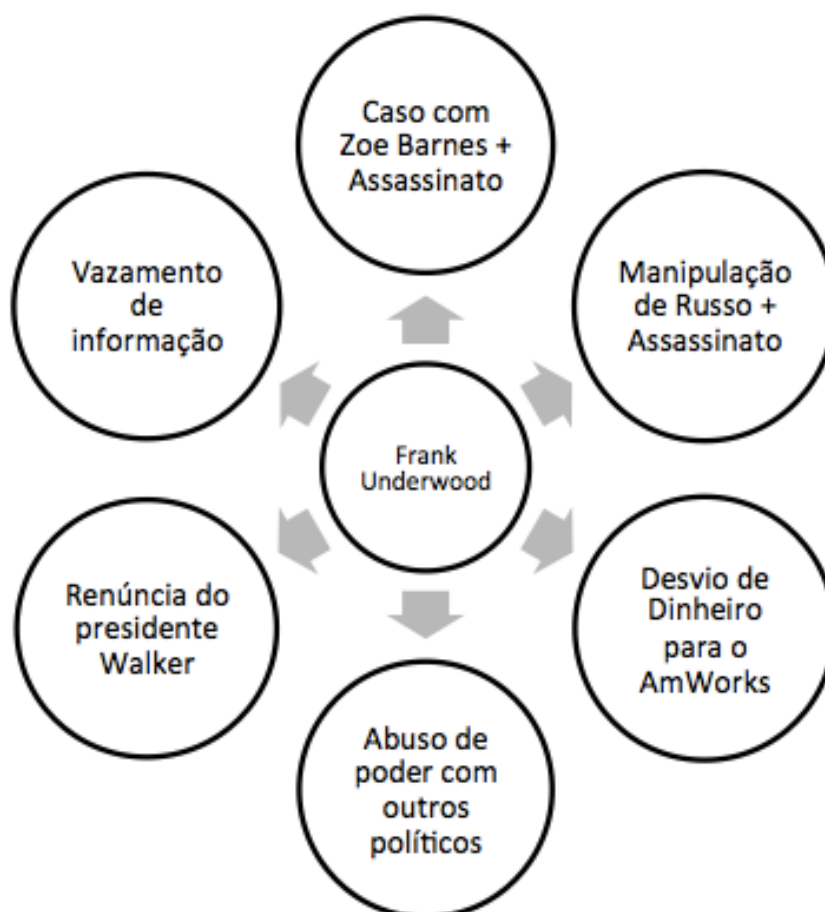 Caso com
Zoe Barnes +
Assassinato
Vazamento
de
informação
Manipulação
de Russo +
Assassinato
Frank
Underwood
Renúncia do
presidente
Walker
Desvio de
Dinheiro
para o
AmWorks
Abuso de
poder com
outros
políticos